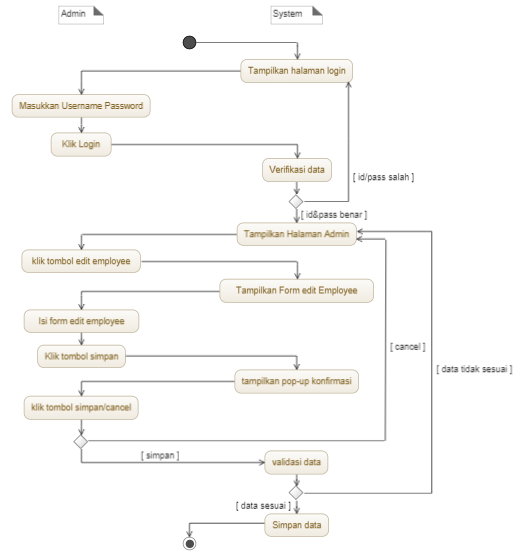 Admin
System
Tampilkan halaman login
Masukkan Username Password
Klik Login
Verifikasi data
[ id/pass salah ]
[ id&pass benar ]
Tampilkan Halaman Admin
klik tombol edit employee
Tampilkan Form edit Employee
Isi form edit employee
Klik tombol simpan
[ cancel ]
[ data tidak sesuai ]
tampilkan pop-up konfirmasi
klik tombol simpan/cancel
[ simpan ]
validasi data
[ data sesuai ]
Simpan data